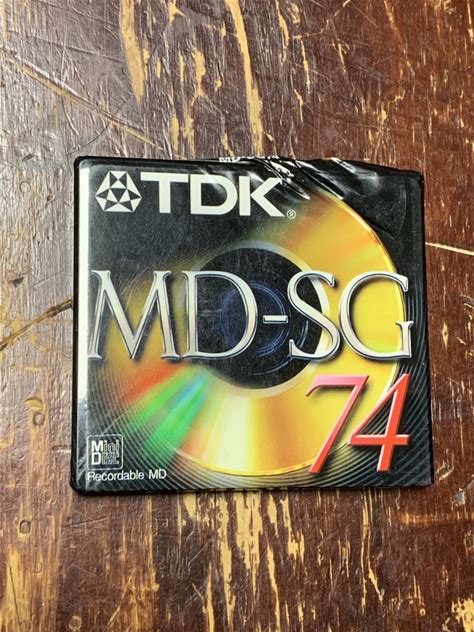 TDK®
MD-SG
74
Mini
Disc
Recordable MD